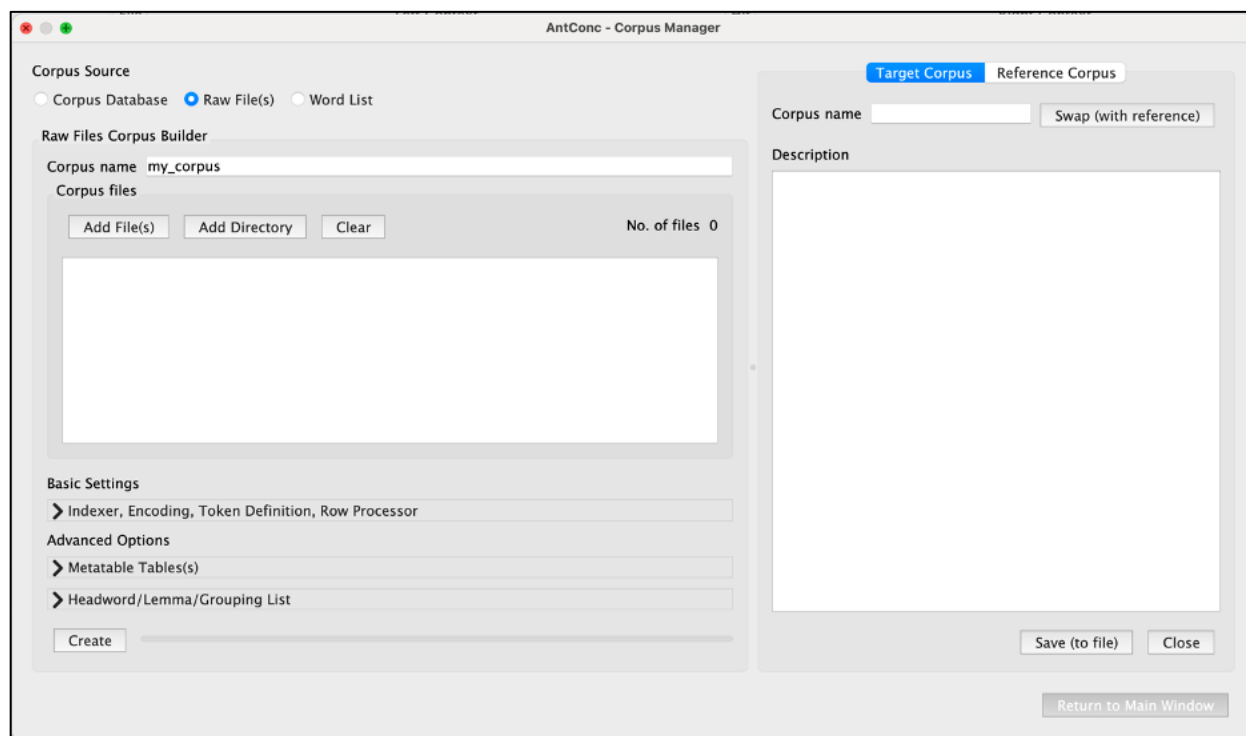 AntConc - Corpus Manager
Corpus Source
Corpus Database Raw File(s) Word List
Raw Files Corpus Builder
Corpus name my_corpus
Corpus files
Add File(s) Add Directory Clear No. of files 0
Basic Settings
Indexer, Encoding, Token Definition, Row Processor
Advanced Options
Metatable Tables(s)
Headword/Lemma/Grouping List
Create
Target Corpus Reference Corpus
Corpus name Swap (with reference)
Description
Save (to file) Close
Return to Main Window